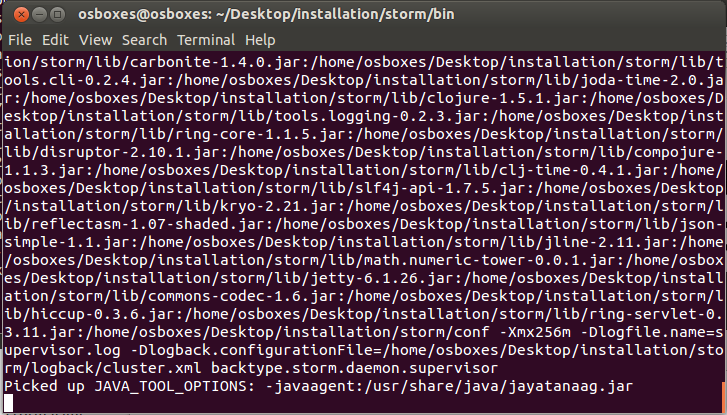 osboxes@osboxes: ~/Desktop/installation/storm/bin
File Edit View Search Terminal Help
ion/storm/lib/carbonite-1.4.0.jar:/home/osboxes/Desktop/installation/storm/lib/t
ools.cli-0.2.4.jar:/home/osboxes/Desktop/installation/storm/lib/joda-time-2.0.ja
r:/home/osboxes/Desktop/installation/storm/lib/clojure-1.5.1.jar:/home/osboxes/D
esktop/installation/storm/lib/tools.logging-0.2.3.jar:/home/osboxes/Desktop/inst
allation/storm/lib/ring-core-1.1.5.jar:/home/osboxes/Desktop/installation/storm/
lib/disruptor-2.10.1.jar:/home/osboxes/Desktop/installation/storm/lib/compojure-
1.1.3.jar:/home/osboxes/Desktop/installation/storm/lib/clj-time-0.4.1.jar:/home/
osboxes/Desktop/installation/storm/lib/slf4j-api-1.7.5.jar:/home/osboxes/Desktop
/installation/storm/lib/kryo-2.21.jar:/home/osboxes/Desktop/installation/storm/l
ib/reflectasm-1.07-shaded.jar:/home/osboxes/Desktop/installation/storm/lib/json-
simple-1.1.jar:/home/osboxes/Desktop/installation/storm/lib/jline-2.11.jar:/home
/osboxes/Desktop/installation/storm/lib/math.numeric-tower-0.0.1.jar:/home/osbox
es/Desktop/installation/storm/lib/jetty-6.1.26.jar:/home/osboxes/Desktop/install
ation/storm/lib/commons-codec-1.6.jar:/home/osboxes/Desktop/installation/storm/l
ib/hiccup-0.3.6.jar:/home/osboxes/Desktop/installation/storm/lib/ring-servlet-0.
3.11.jar:/home/osboxes/Desktop/installation/storm/conf -Xmx256m -Dlogfile.name=s
upervisor.log -Dlogback.configurationFile=/home/osboxes/Desktop/installation/sto
rm/logback/cluster.xml backtype.storm.daemon.supervisor
Picked up JAVA_TOOL_OPTIONS: -javaagent:/usr/share/java/jayatanaag.jar